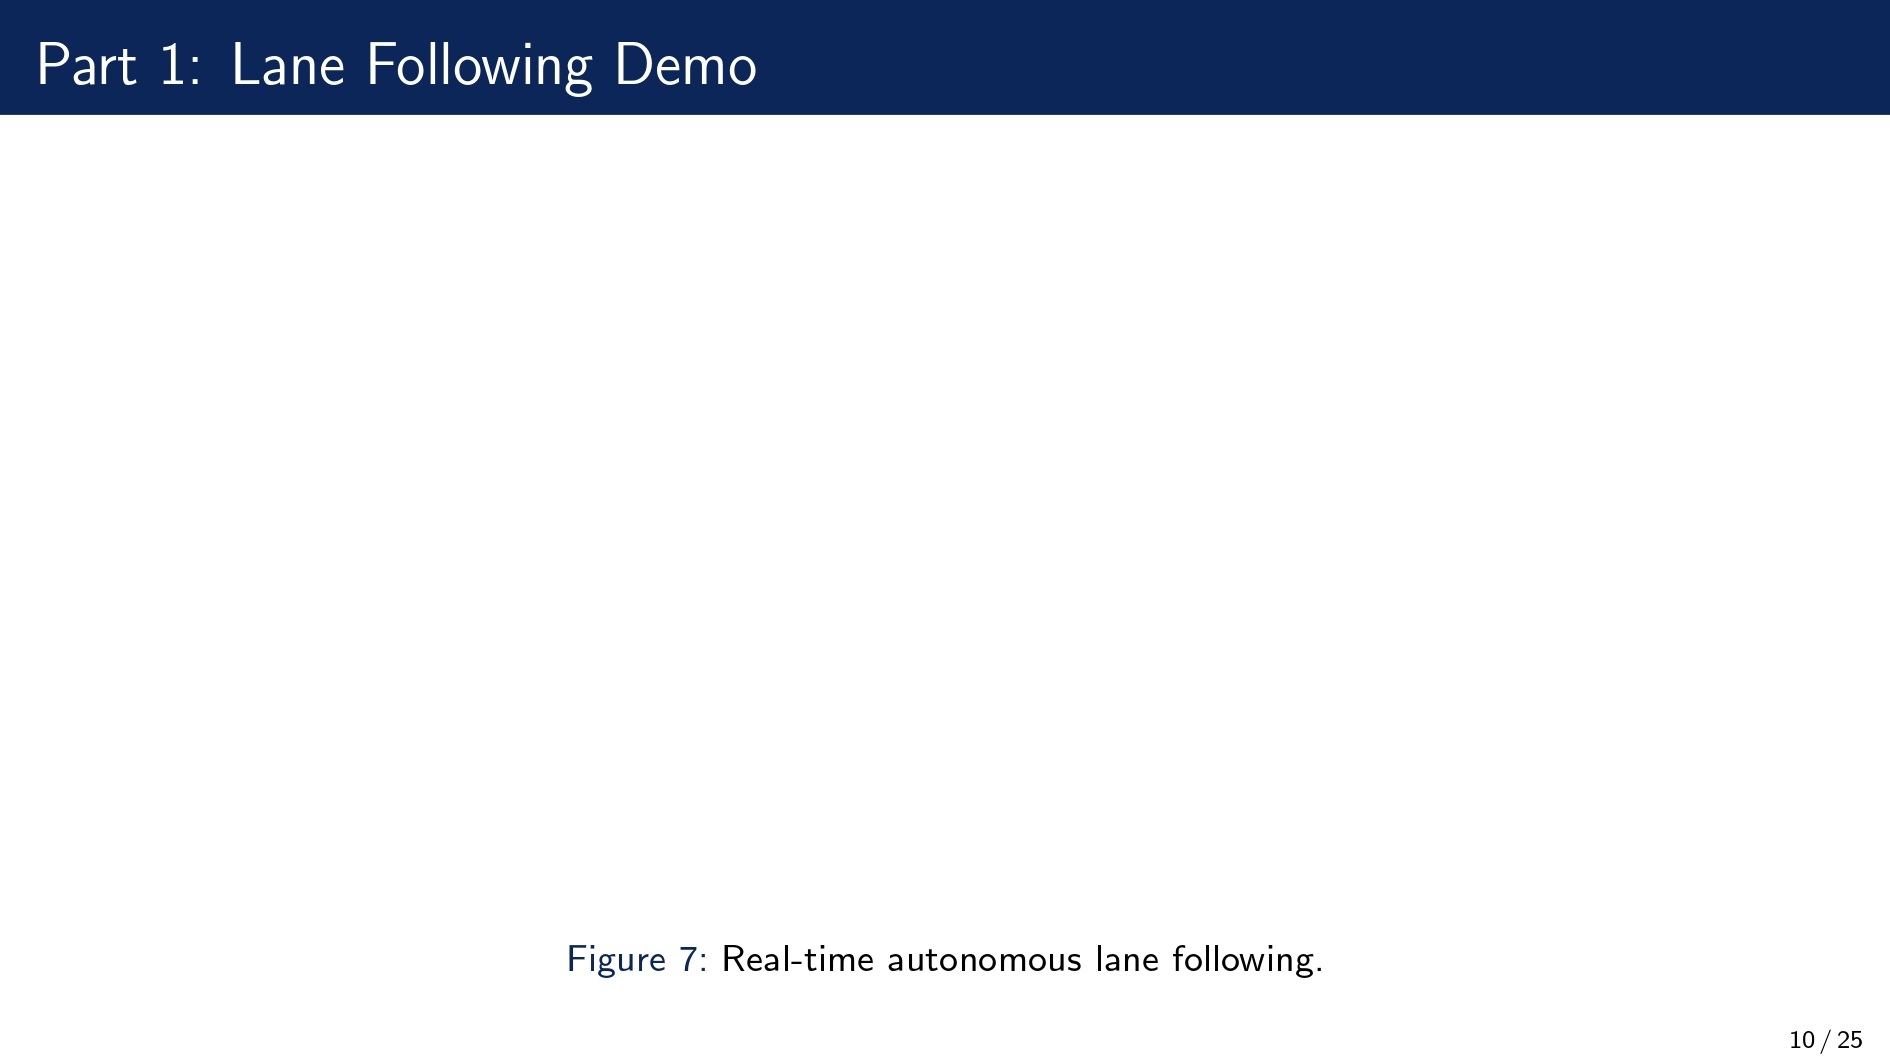 Part 1: Lane Following Demo
Figure 7: Real-time autonomous lane following.
10 / 25